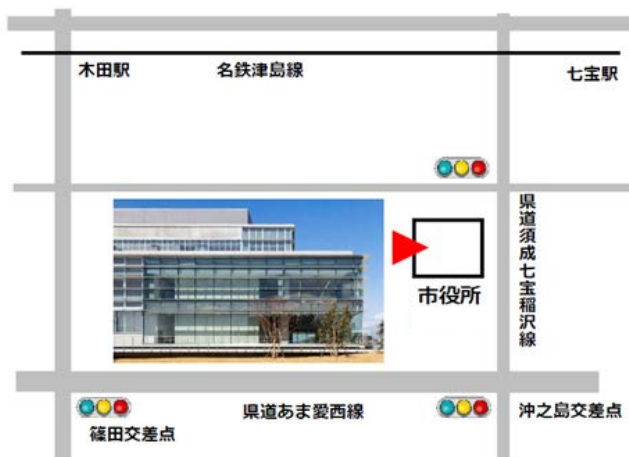 木田駅
名鉄津島線
七宝駅
県道須成七宝稲沢線
市役所
県道あま愛西線
沖之島交差点
篠田交差点